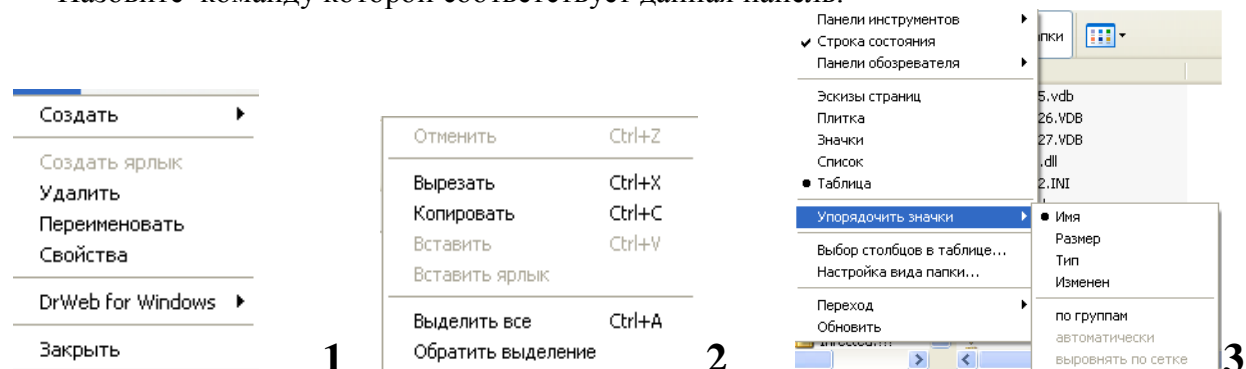 Назовите команду которой соответствует данная панель.
Создать
Создать ярлык
Удалить
Переименовать
Свойства
DrWeb for Windows
Закрыть
1
Отменить Ctrl+Z
Вырезать Ctrl+X
Копировать Ctrl+C
Вставить Ctrl+V
Вставить ярлык
Выделить все Ctrl+A
Обратить выделение
2
Панели инструментов
Строка состояния
Панели обозревателя
Эскизы страниц
Плитка
Значки
Список
Таблица
Упорядочить значки
Выбор столбцов в таблице...
Настройка вида папки...
Переход
Обновить
апки
5.vdb
26.VDB
27.VDB
.dll
2.INI
Имя
Размер
Тип
Изменен
по группам
автоматически
выровнять по сетке
3